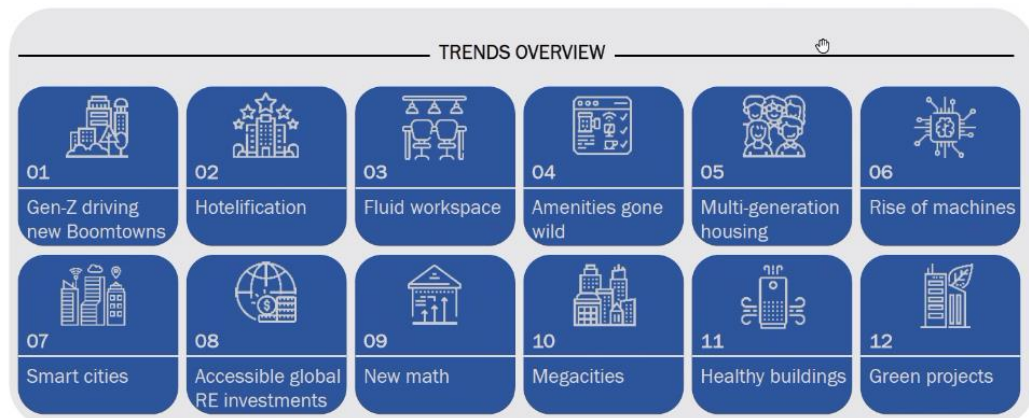 TRENDS OVERVIEW
01
Gen-Z driving
new Boomtowns
02
Hotelification
03
Fluid workspace
04
Amenities gone
wild
05
Multi-generation
housing
06
Rise of machines
07
Smart cities
08
Accessible global
RE investments
09
New math
10
Megacities
11
Healthy buildings
12
Green projects